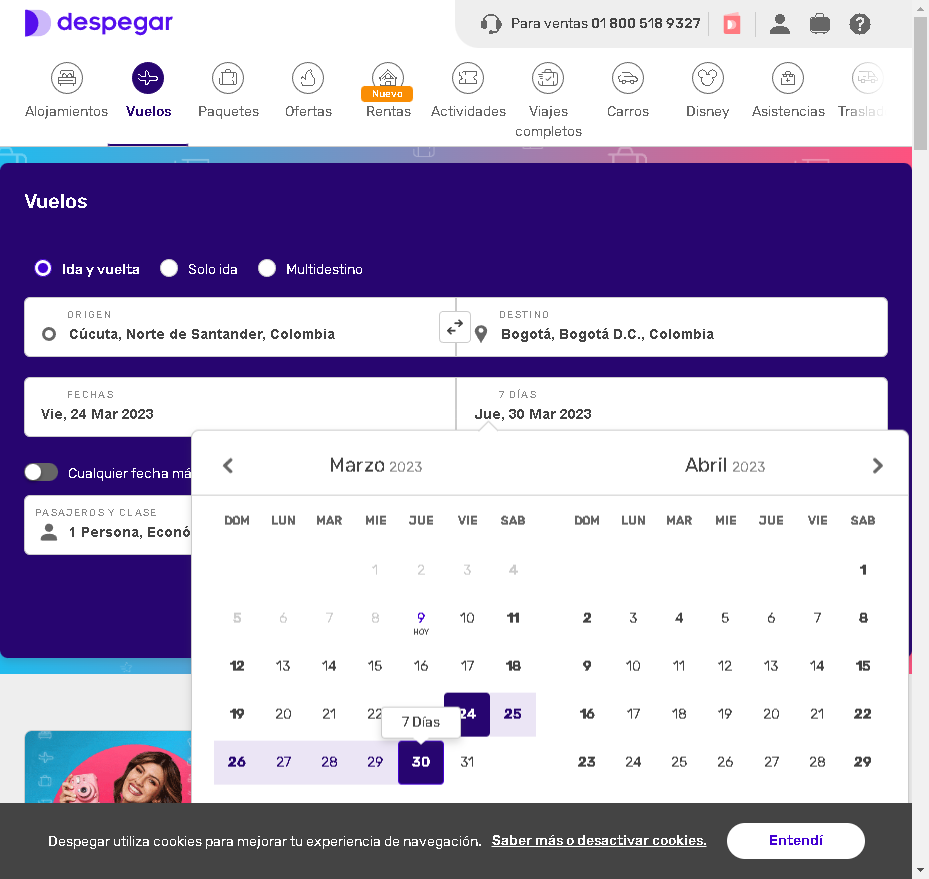 despegar
Para ventas 01 800 518 9327
Alojamientos
Vuelos
Paquetes
Ofertas
Nuevo
Rentas
Actividades
Viajes
completos
Carros
Disney
Asistencias
Traslad
Vuelos
Ida y vuelta
Solo ida
Multidestino
ORIGEN
Cúcuta, Norte de Santander, Colombia
DESTINO
Bogotá, Bogotá D.C., Colombia
FECHAS
Vie, 24 Mar 2023
7 DÍAS
Jue, 30 Mar 2023
Cualquier fecha má
PASAJEROS Y CLASE
1 Persona, Econó
Marzo 2023
DOM LUN MAR MIE JUE VIE SAB
1 2 3 4
5 6 7 8 9 10 11
HOY
12 13 14 15 16 17 18
19 20 21 22 24 25
7 Días
26 27 28 29 30 31
Abril 2023
DOM LUN MAR MIE JUE VIE SAB
1
2 3 4 5 6 7 8
9 10 11 12 13 14 15
16 17 18 19 20 21 22
23 24 25 26 27 28 29
Despegar utiliza cookies para mejorar tu experiencia de navegación. Saber más o desactivar cookies.
Entendí